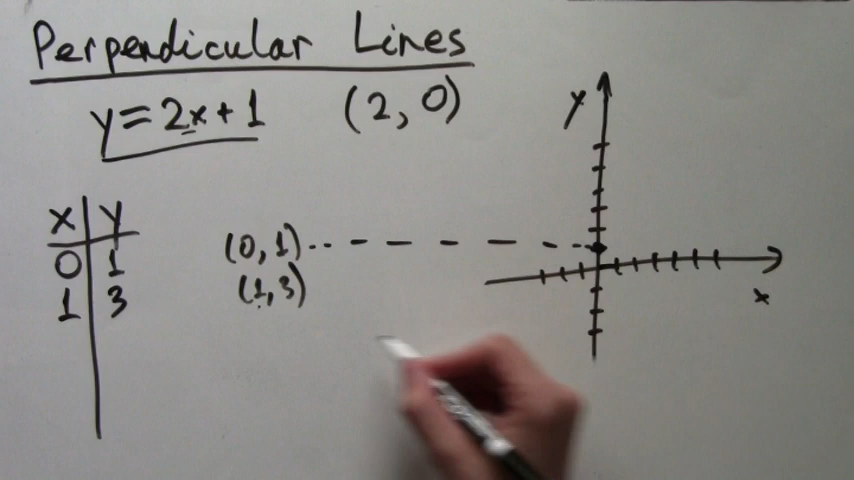 Perpendicular Lines
y=2x+1 (2,0)
y
x y
0 1 (0,1)
1 3 (1,3)
x